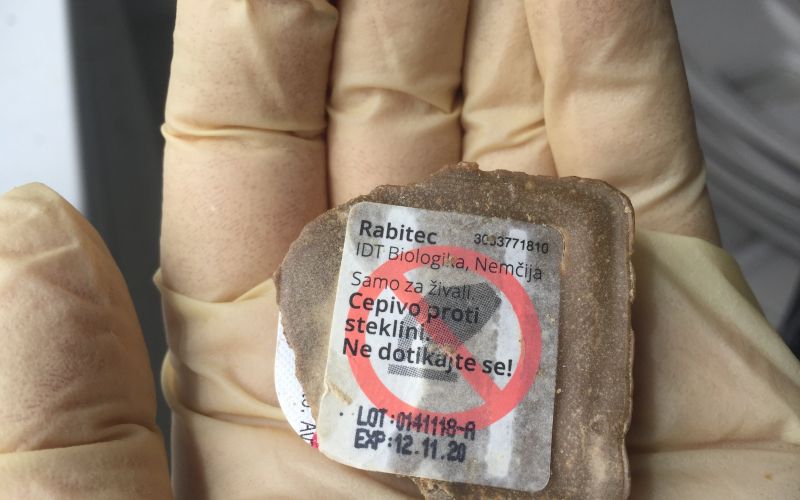 Rabitec 3003771810
IDT Biologika, Nemčija
Samo za živali.
Cepivo proti
steklini.
Ne dotikajte se!
LOT:0141118-A
EXP:12.11.20